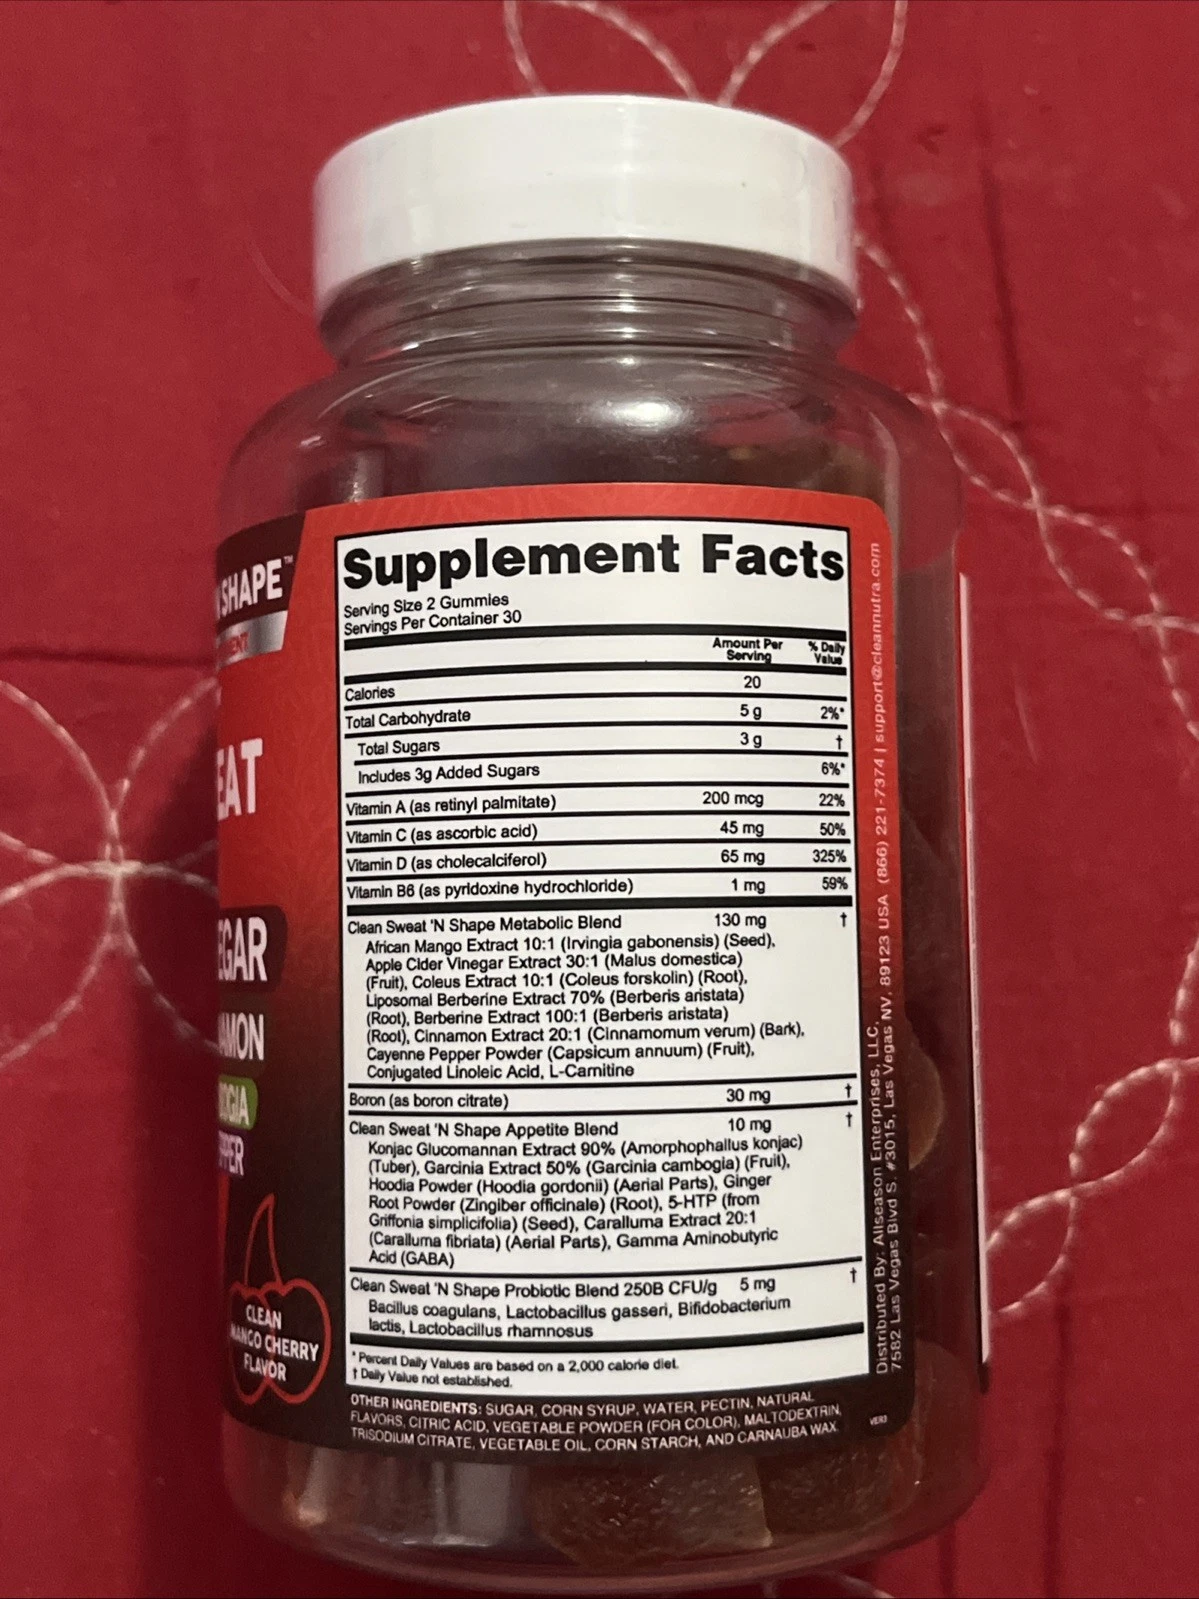 SHAPE™
EAT
EGAR
AMON
OGIA
PPER
CLEAN
MANGO CHERRY
FLAVOR
Supplement Facts
Serving Size 2 Gummies
Servings Per Container 30
Amount Per Serving % Daily Value
Calories 20
Total Carbohydrate 5 g 2%*
Total Sugars 3 g †
Includes 3g Added Sugars 6%*
Vitamin A (as retinyl palmitate) 200 mcg 22%
Vitamin C (as ascorbic acid) 45 mg 50%
Vitamin D (as cholecalciferol) 65 mg 325%
Vitamin B6 (as pyridoxine hydrochloride) 1 mg 59%
Clean Sweat 'N Shape Metabolic Blend 130 mg †
African Mango Extract 10:1 (Irvingia gabonensis) (Seed),
Apple Cider Vinegar Extract 30:1 (Malus domestica)
(Fruit), Coleus Extract 10:1 (Coleus forskolin) (Root),
Liposomal Berberine Extract 70% (Berberis aristata)
(Root), Berberine Extract 100:1 (Berberis aristata)
(Root), Cinnamon Extract 20:1 (Cinnamomum verum) (Bark),
Cayenne Pepper Powder (Capsicum annuum) (Fruit),
Conjugated Linoleic Acid, L-Carnitine
Boron (as boron citrate) 30 mg †
Clean Sweat 'N Shape Appetite Blend 10 mg †
Konjac Glucomannan Extract 90% (Amorphophallus konjac)
(Tuber), Garcinia Extract 50% (Garcinia cambogia) (Fruit),
Hoodia Powder (Hoodia gordonii) (Aerial Parts), Ginger
Root Powder (Zingiber officinale) (Root), 5-HTP (from
Griffonia simplicifolia) (Seed), Caralluma Extract 20:1
(Caralluma fibriata) (Aerial Parts), Gamma Aminobutyric
Acid (GABA)
Clean Sweat 'N Shape Probiotic Blend 250B CFU/g 5 mg †
Bacillus coagulans, Lactobacillus gasseri, Bifidobacterium
lactis, Lactobacillus rhamnosus
* Percent Daily Values are based on a 2,000 calorie diet.
† Daily Value not established.
OTHER INGREDIENTS: SUGAR, CORN SYRUP, WATER, PECTIN, NATURAL
FLAVORS, CITRIC ACID, VEGETABLE POWDER (FOR COLOR), MALTODEXTRIN,
TRISODIUM CITRATE, VEGETABLE OIL, CORN STARCH, AND CARNAUBA WAX.
Distributed By: Allseason Enterprises, LLC,
7582 Las Vegas Blvd S. #3015, Las Vegas NV, 89123 USA (866) 221-7374 | support@cleannutra.com
VER3